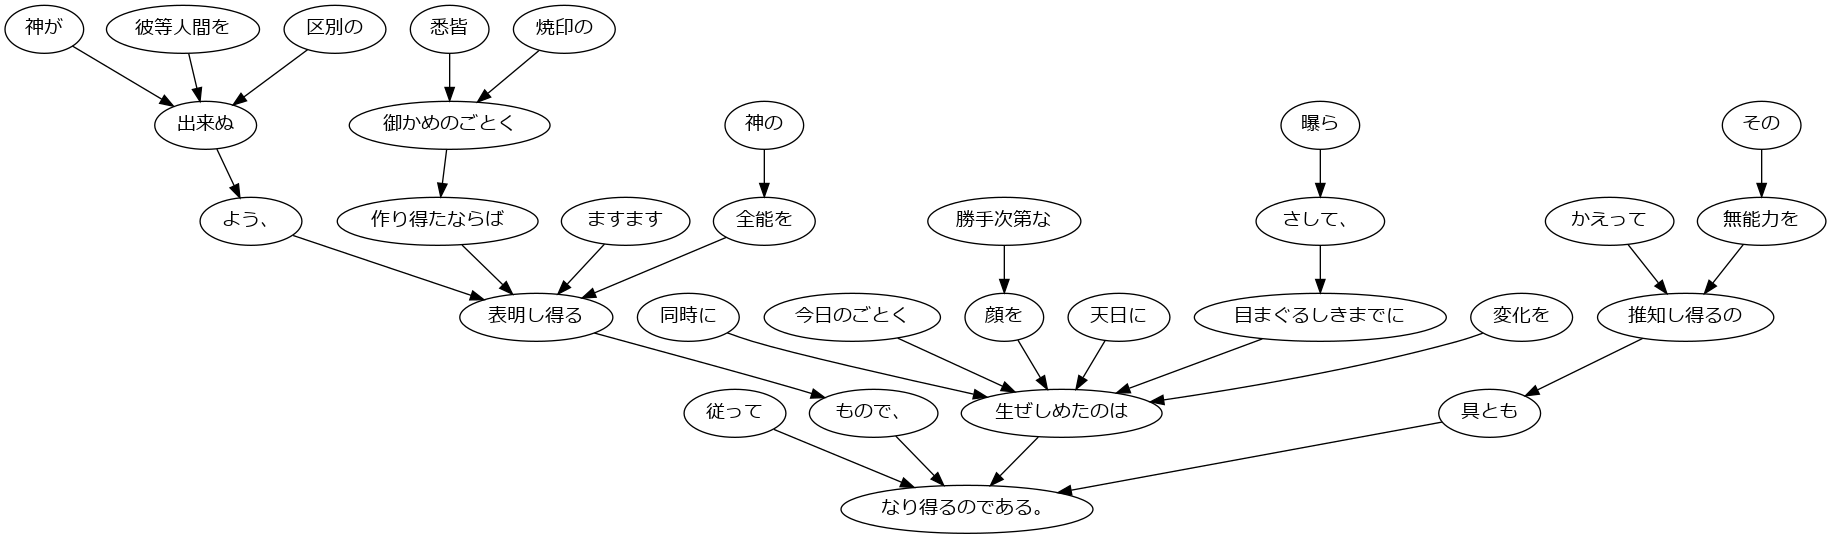 神が
彼等人間を
区別の
悉皆
焼印の
出来ぬ
御かめのごとく
神の
曝ら
その
よう、
作り得たならば
ますます
全能を
勝手次第な
さして、
かえって
無能力を
表明し得る
同時に
今日のごとく
顔を
天日に
目まぐるしきまでに
変化を
推知し得るの
従って
もので、
生ぜしめたのは
具とも
なり得るのである。